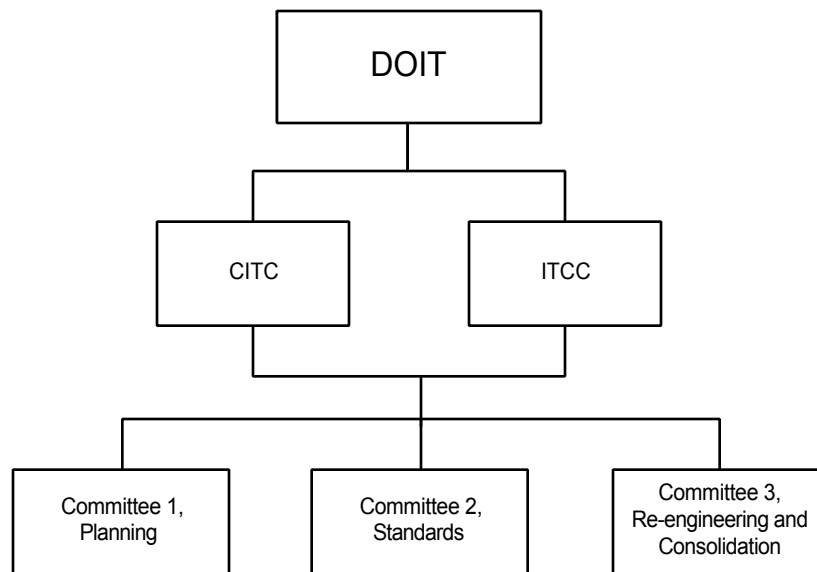 DOIT
CITC
ITCC
Committee 1,
Planning
Committee 2,
Standards
Committee 3,
Re-engineering and
Consolidation